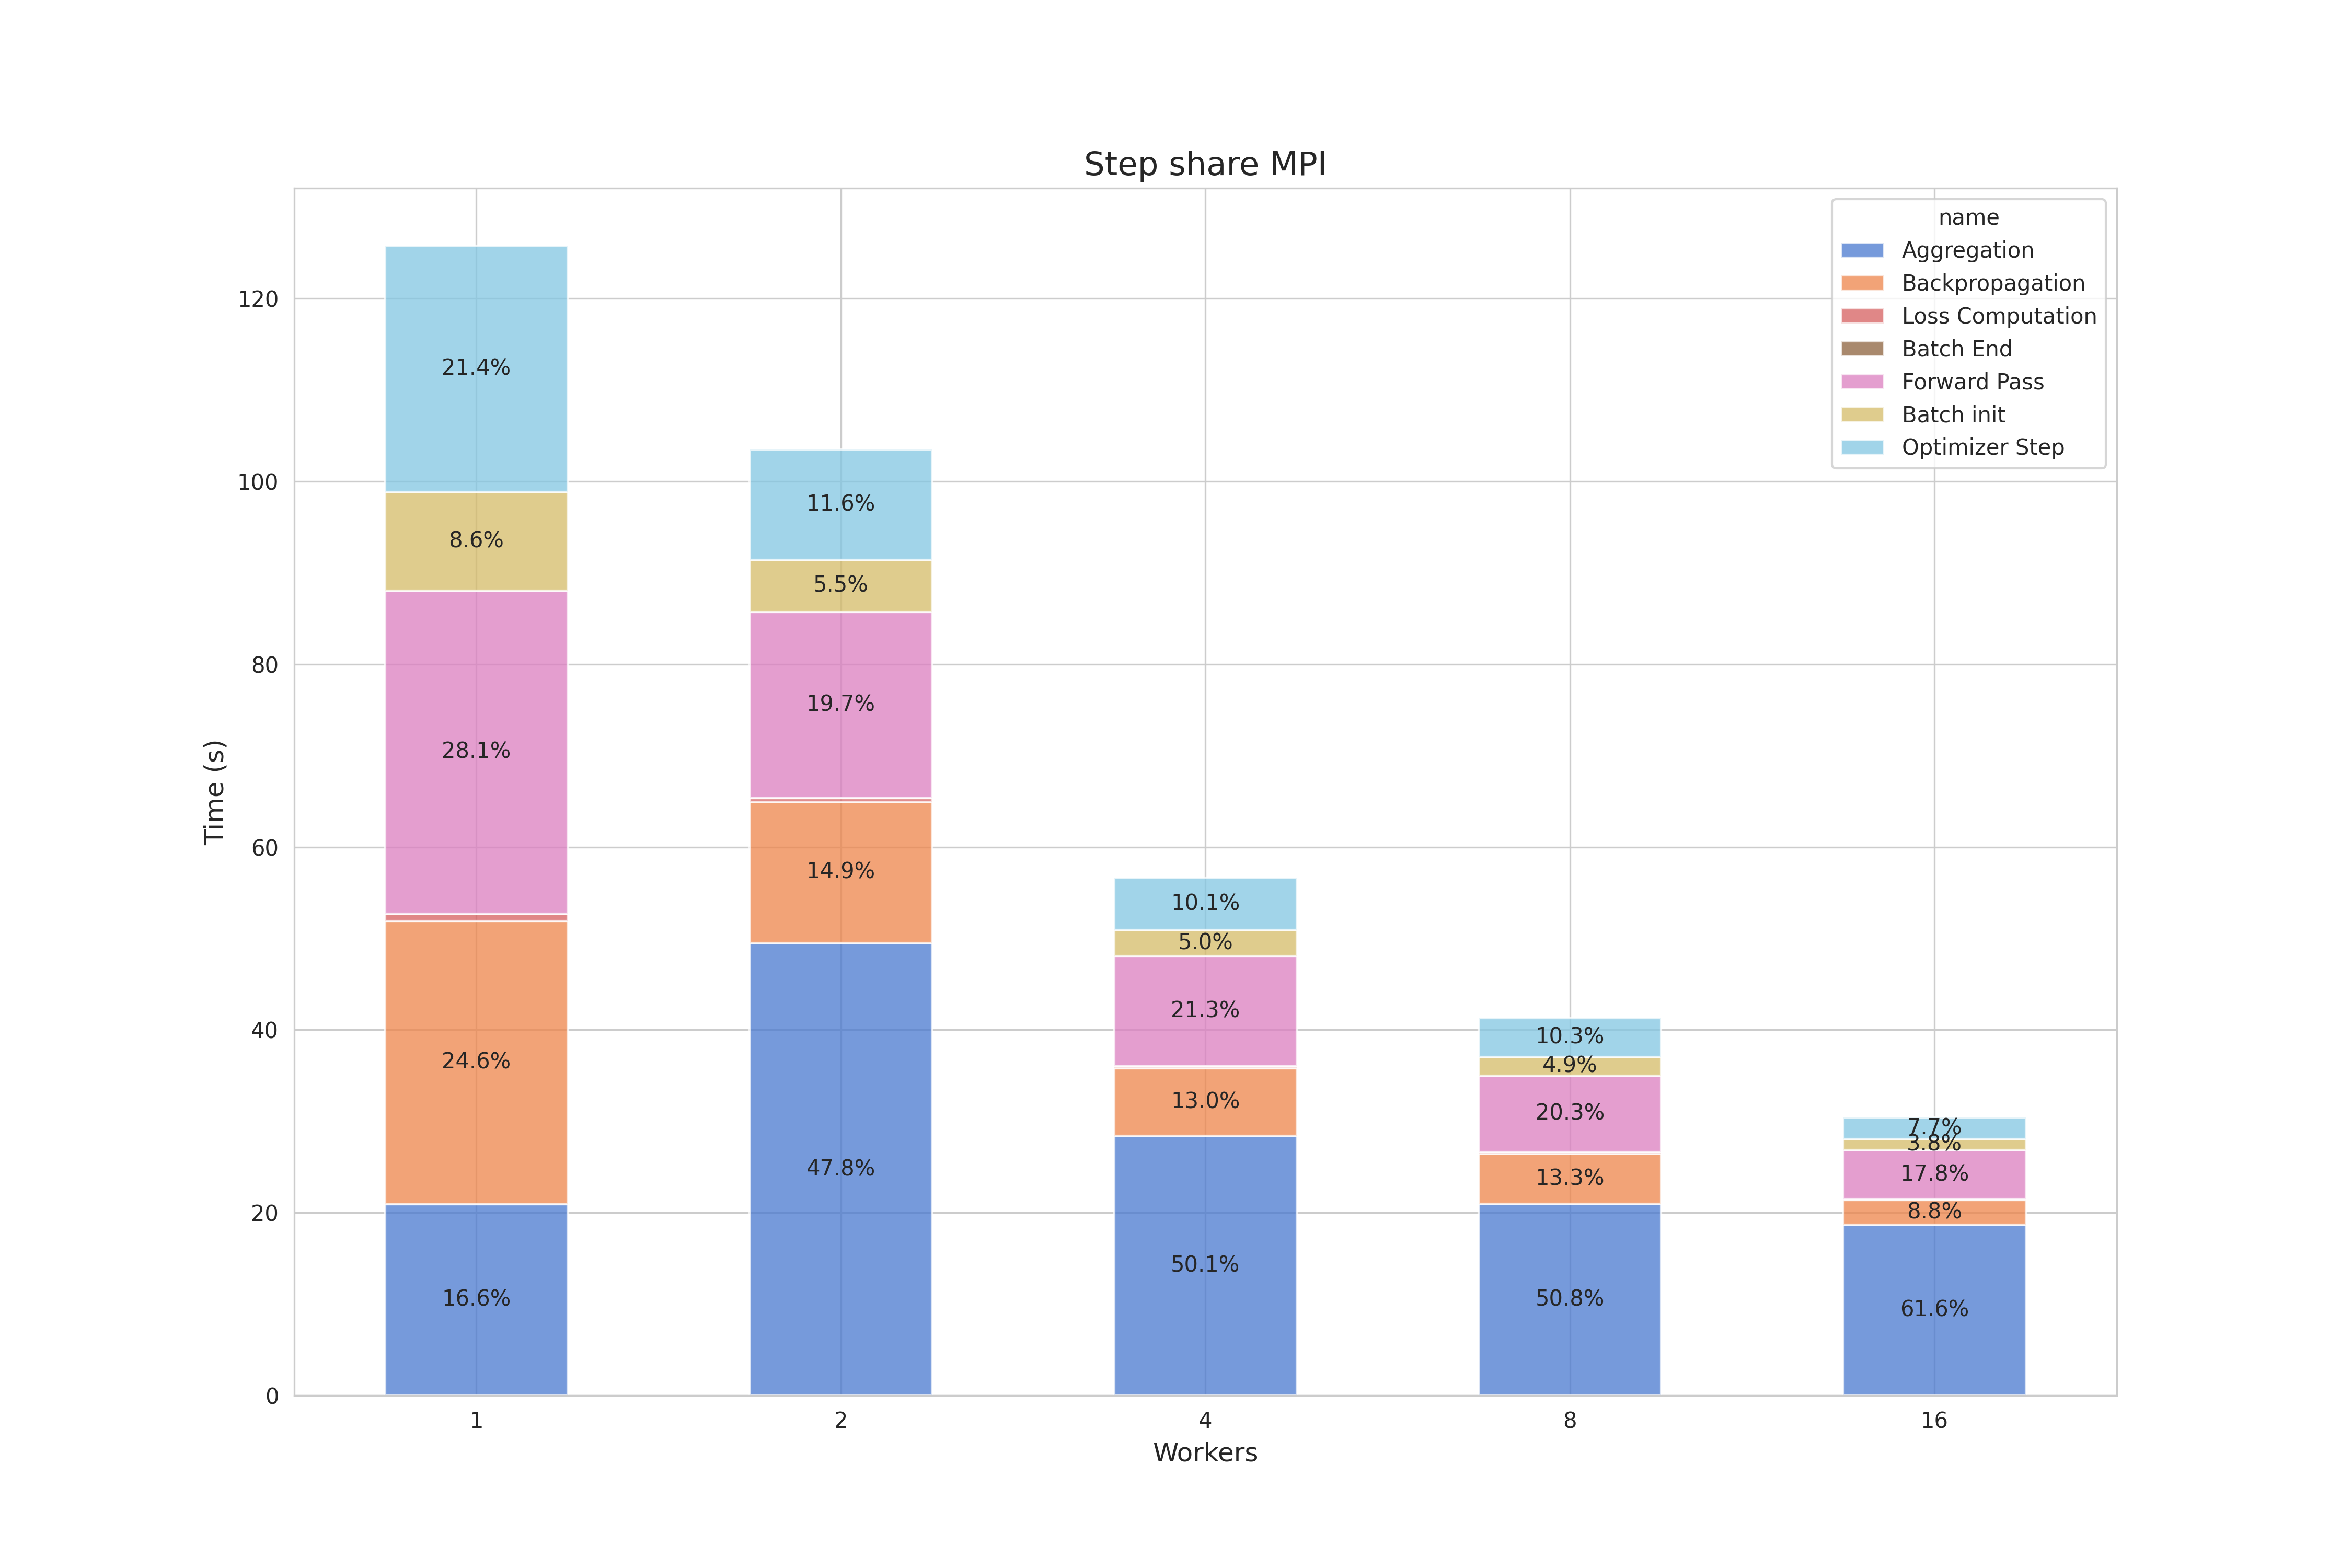 Step share MPI
name
Aggregation
Backpropagation
Loss Computation
Batch End
Forward Pass
Batch init
Optimizer Step
Time (s)
120
100
80
60
40
20
0
21.4%
8.6%
28.1%
24.6%
16.6%
11.6%
5.5%
19.7%
14.9%
47.8%
10.1%
5.0%
21.3%
13.0%
50.1%
10.3%
4.9%
20.3%
13.3%
50.8%
7.7%
3.8%
17.8%
8.8%
61.6%
1 2 4 8 16
Workers